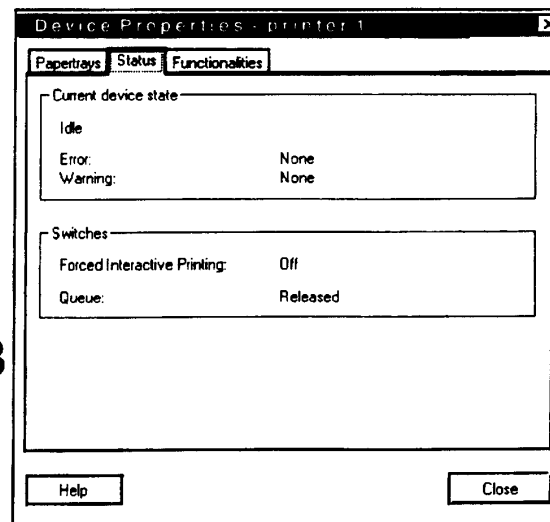 Device Properties - printer 1
Papertrays Status Functionalities
Current device state
Idle
Error: None
Warning: None
Switches
Forced Interactive Printing: Off
Queue: Released
Help Close